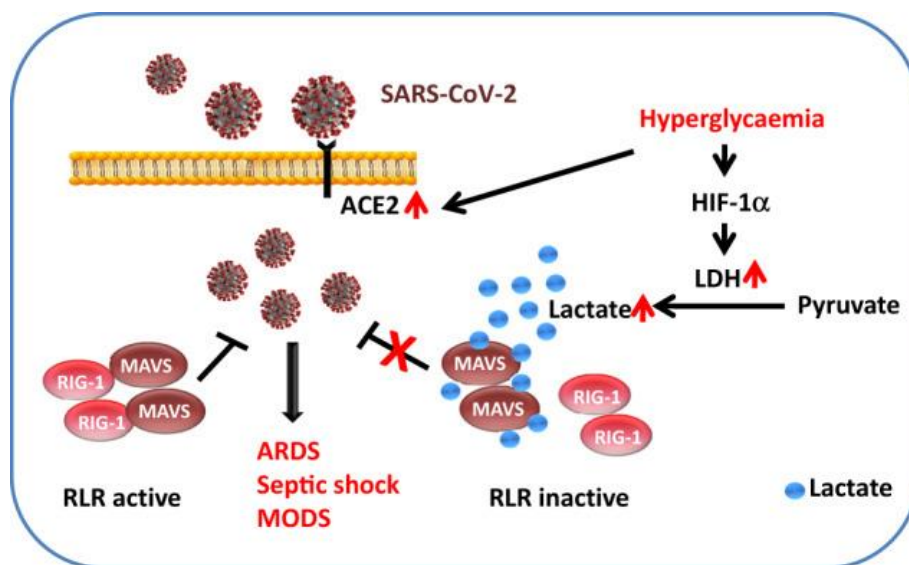 SARS-CoV-2
Hyperglycaemia
ACE2
HIF-1α
LDH
Lactate
Pyruvate
MAVS
RIG-1
MAVS
RIG-1
MAVS
MAVS
RIG-1
RIG-1
ARDS
Septic shock
MODS
RLR active
RLR inactive
Lactate